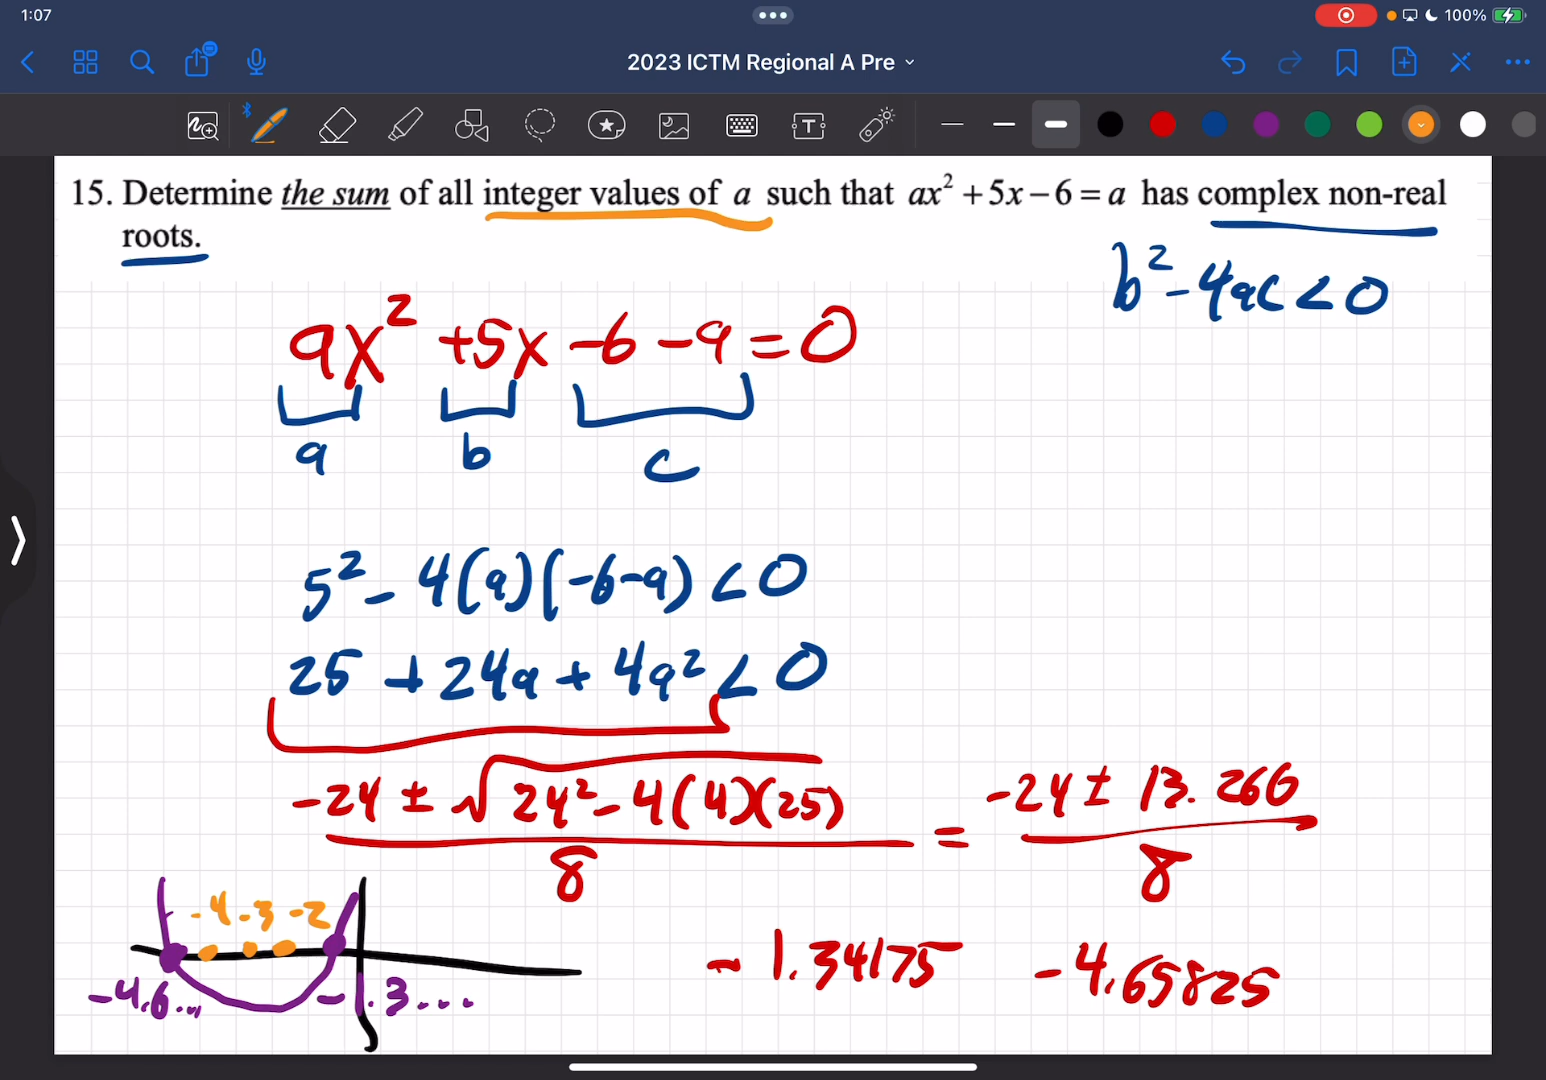 1:07
100%
2023 ICTM Regional A Pre
15. Determine the sum of all integer values of a such that ax² + 5x – 6 = a has complex non-real
roots.
b² - 4ac < 0
ax² +5x -6 -a = 0
a b c
5² - 4(a)(-6-a) < 0
25 + 24a + 4a² < 0
-24 ± √(24² - 4(4)(25)) / 8 = -24 ± 13.266 / 8
-4 -3 -2
-1.34175 -4.65825
-4.6... -1.3...